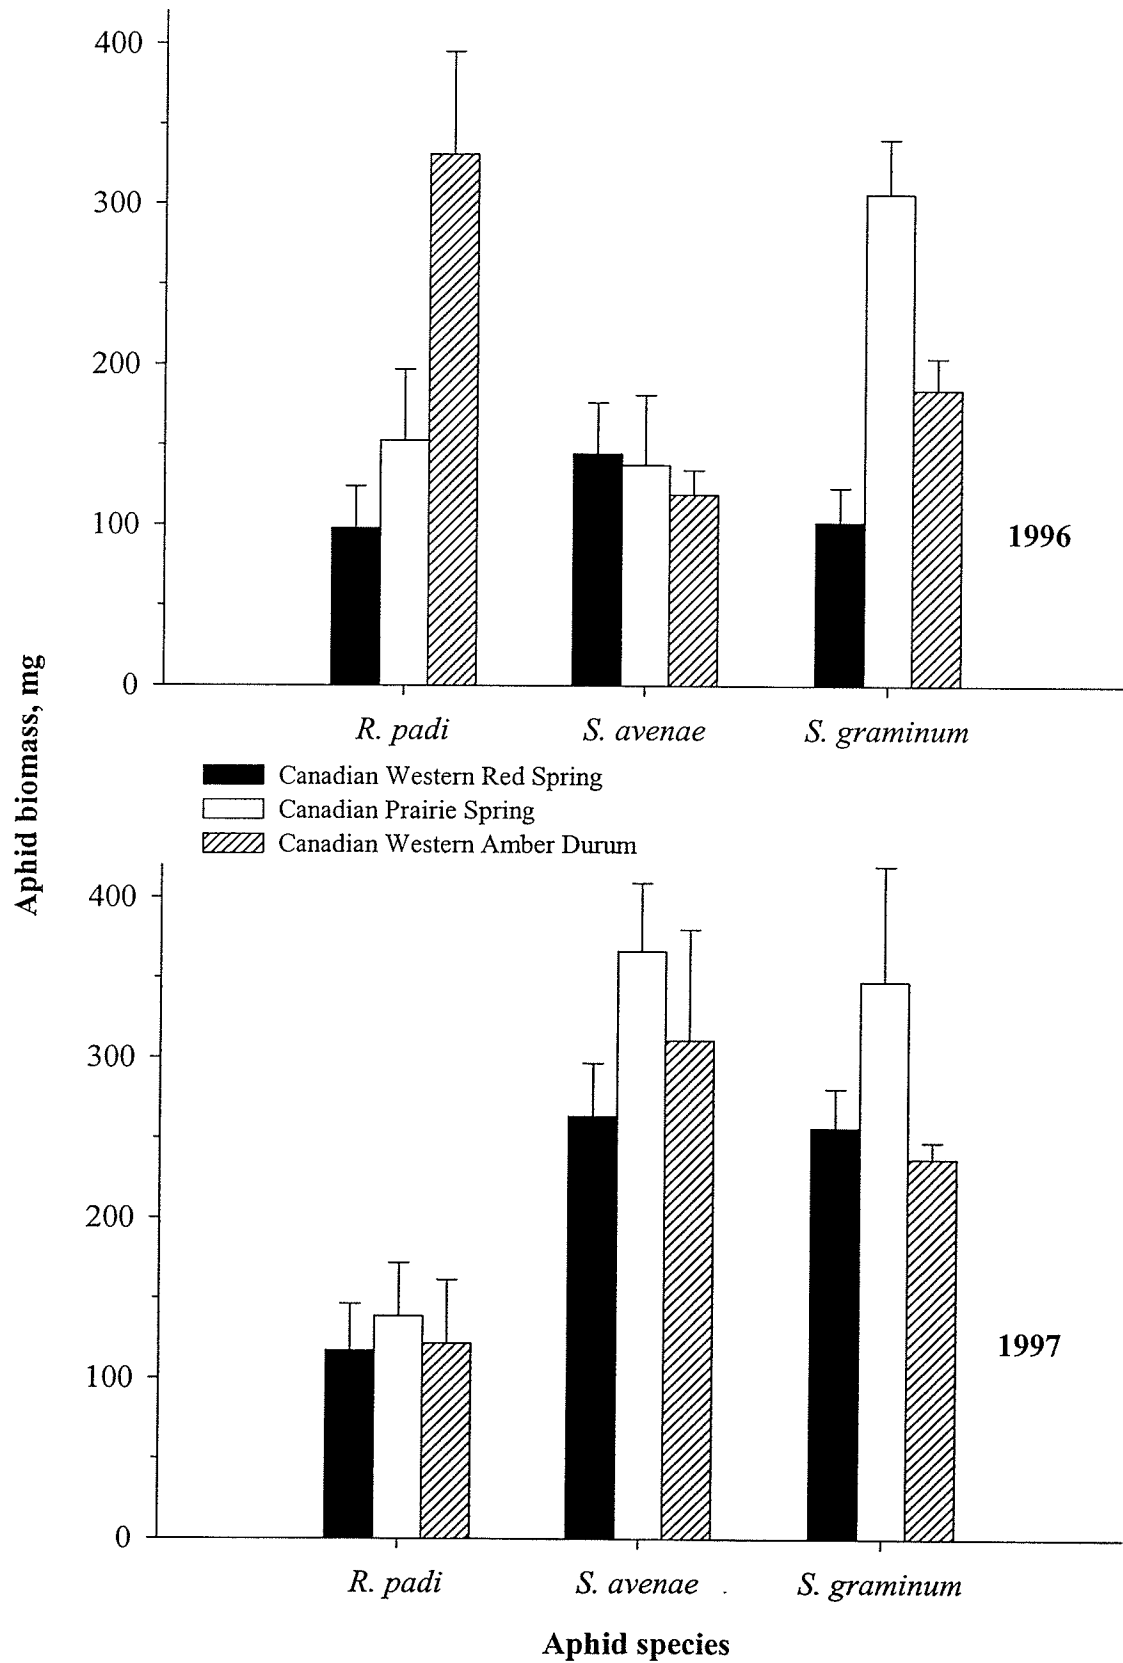 400
300
200
100
0
1996
R. padi
S. avenae
S. graminum
Aphid biomass, mg
Canadian Western Red Spring
Canadian Prairie Spring
Canadian Western Amber Durum
400
300
200
100
0
1997
R. padi
S. avenae
S. graminum
Aphid species